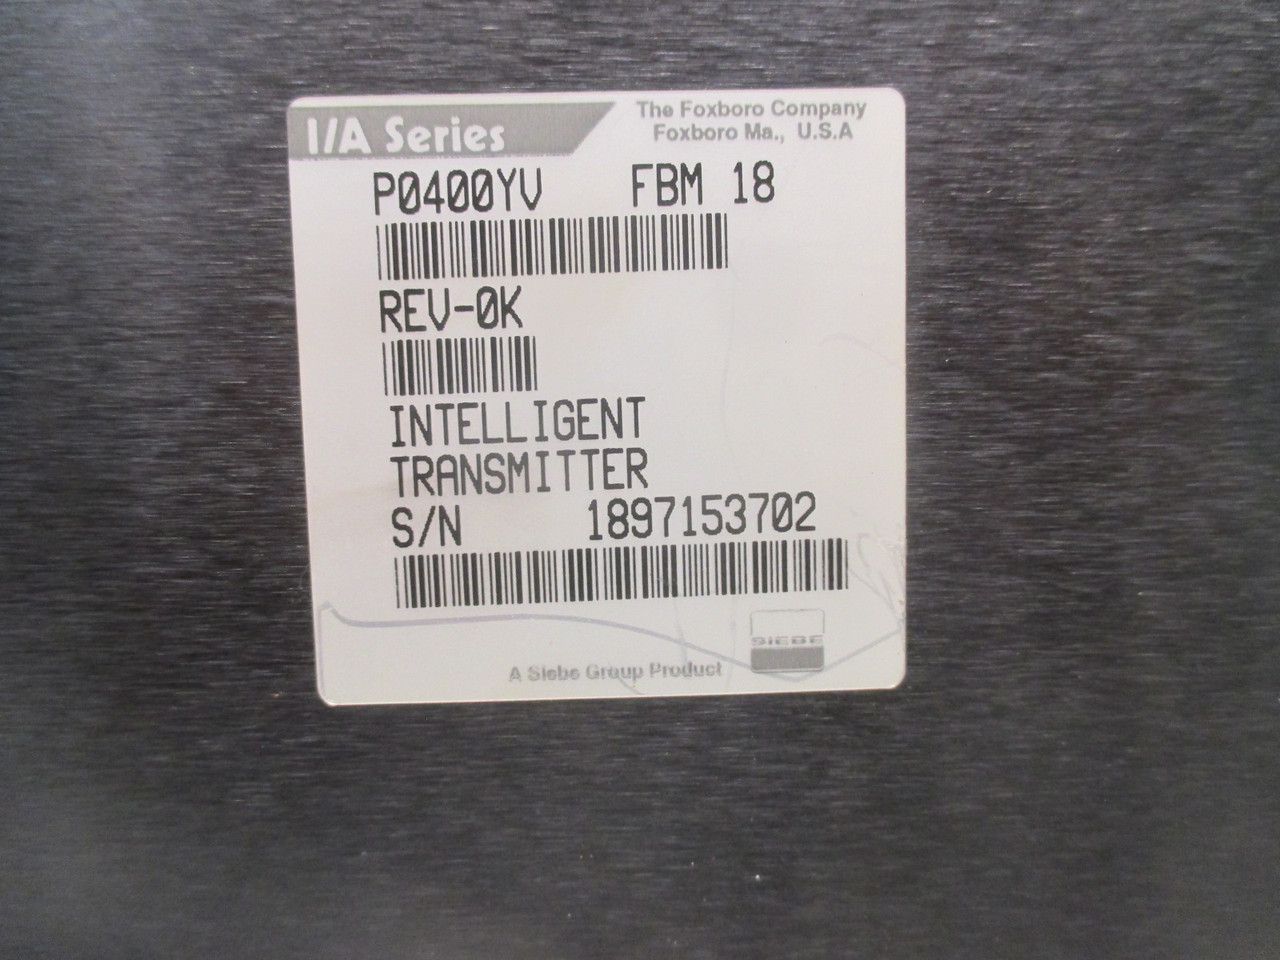 I/A Series
The Foxboro Company
Foxboro Ma., U.S.A
P0400YV FBM 18
REV-0K
INTELLIGENT
TRANSMITTER
S/N 1897153702
SIEBE
A Siebe Group Product